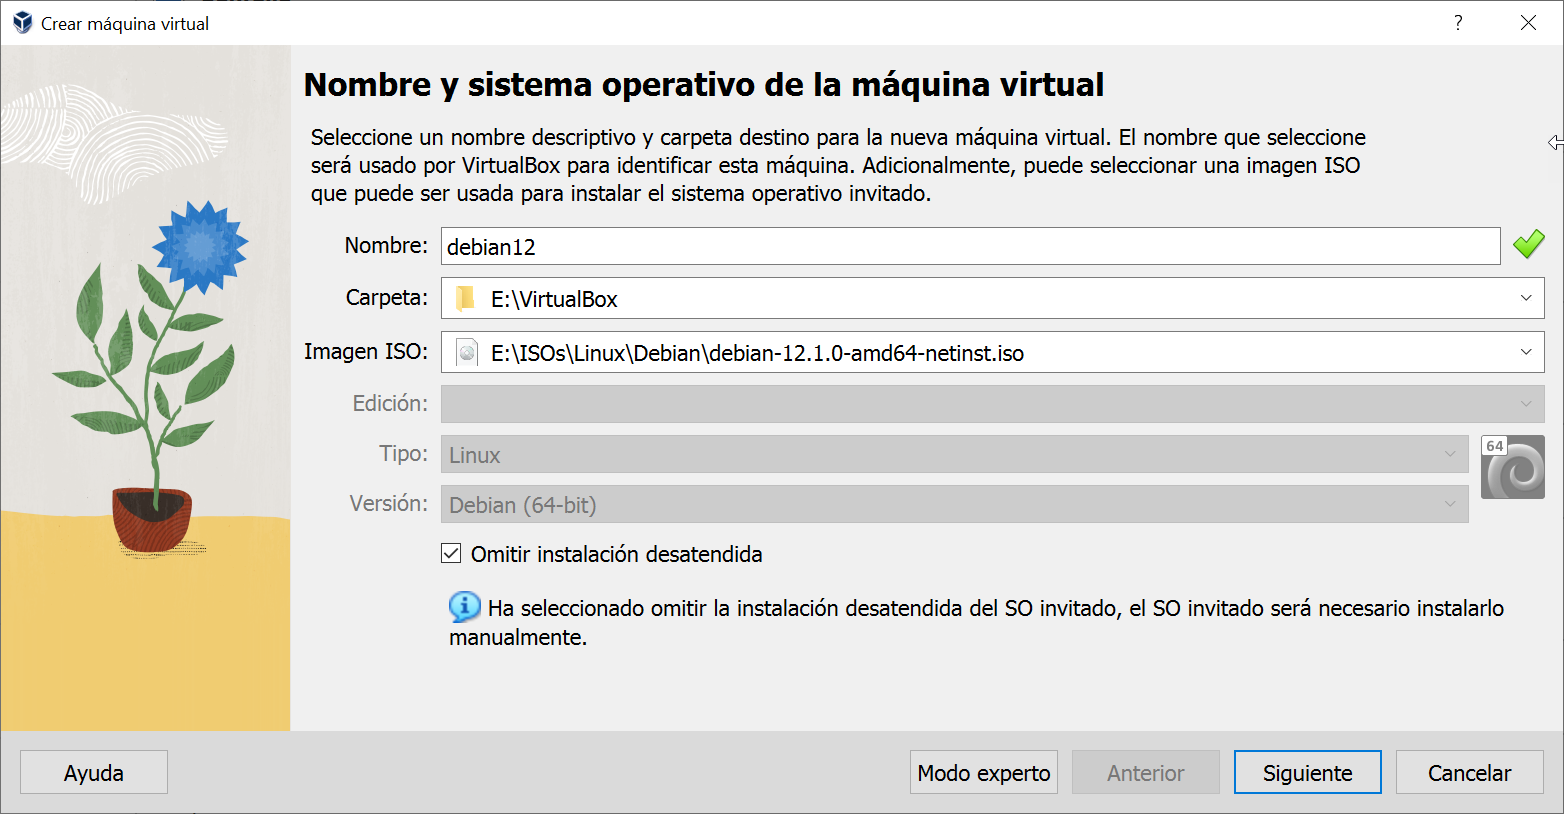 Crear máquina virtual
?
Nombre y sistema operativo de la máquina virtual
Seleccione un nombre descriptivo y carpeta destino para la nueva máquina virtual. El nombre que seleccione
será usado por VirtualBox para identificar esta máquina. Adicionalmente, puede seleccionar una imagen ISO
que puede ser usada para instalar el sistema operativo invitado.
Nombre: debian12
Carpeta: E:\VirtualBox
Imagen ISO: E:\ISOs\Linux\Debian\debian-12.1.0-amd64-netinst.iso
Edición:
Tipo: Linux
64
Versión: Debian (64-bit)
Omitir instalación desatendida
Ha seleccionado omitir la instalación desatendida del SO invitado, el SO invitado será necesario instalarlo
manualmente.
Ayuda Modo experto Anterior Siguiente Cancelar